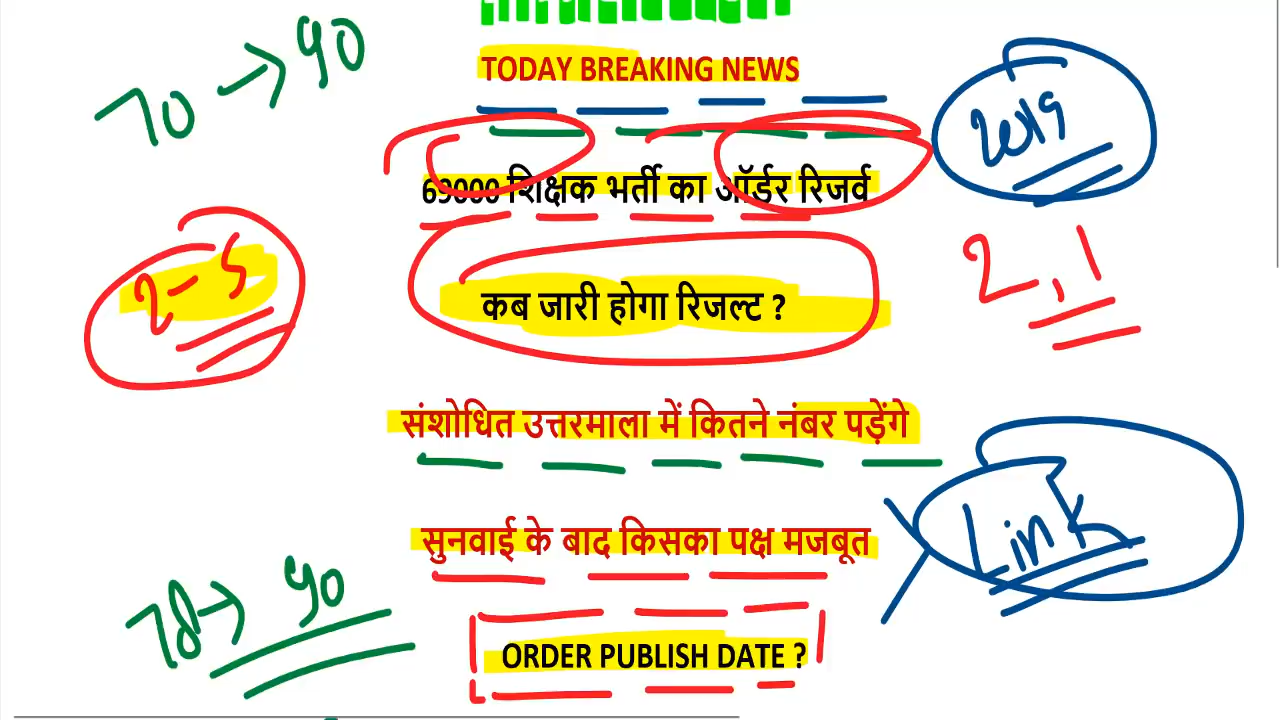 70 → 90
TODAY BREAKING NEWS
2019
69000 शिक्षक भर्ती का ऑर्डर रिजर्व
2-5
2,1
कब जारी होगा रिजल्ट ?
संशोधित उत्तरमाला में कितने नंबर पड़ेंगे
Link
सुनवाई के बाद किसका पक्ष मजबूत
78 → 90
ORDER PUBLISH DATE ?